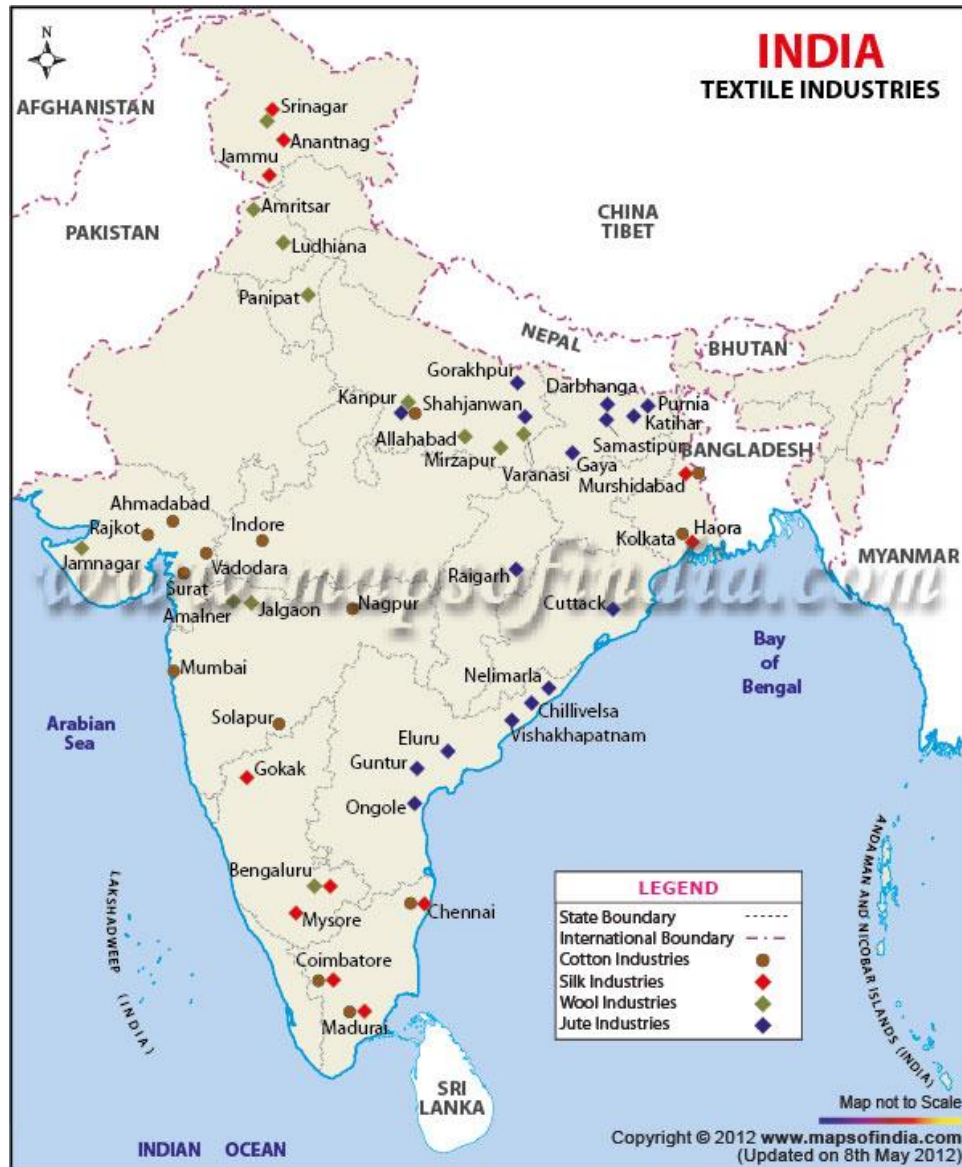 INDIA
TEXTILE INDUSTRIES
N
AFGHANISTAN
Srinagar
Anantnag
Jammu
Amritsar
PAKISTAN
CHINA
TIBET
Ludhiana
Panipat
NEPAL
BHUTAN
Gorakhpur
Darbhanga
Kanpur
Shahjanwan
Purnia
Katihar
Allahabad
Samastipur
BANGLADESH
Mirzapur
Varanasi
Gaya
Murshidabad
Ahmadabad
Rajkot
Indore
Kolkata
Haora
Jamnagar
Vadodara
MYANMAR
www.mapsofindia.com
Surat
Raigarh
Amalner
Jalgaon
Nagpur
Cuttack
Mumbai
Bay
of
Bengal
Nelimarla
Arabian
Sea
Solapur
Chillivelsa
Vishakhapatnam
Eluru
Gokak
Guntur
Ongole
Bengaluru
Mysore
Chennai
Coimbatore
Madurai
LAKSHADWEEP
(INDIA)
ANDAMAN AND NICOBAR ISLANDS (INDIA)
LEGEND
State Boundary
International Boundary
Cotton Industries
Silk Industries
Wool Industries
Jute Industries
SRI
LANKA
Map not to Scale
INDIAN OCEAN
Copyright © 2012 www.mapsofindia.com
(Updated on 8th May 2012)